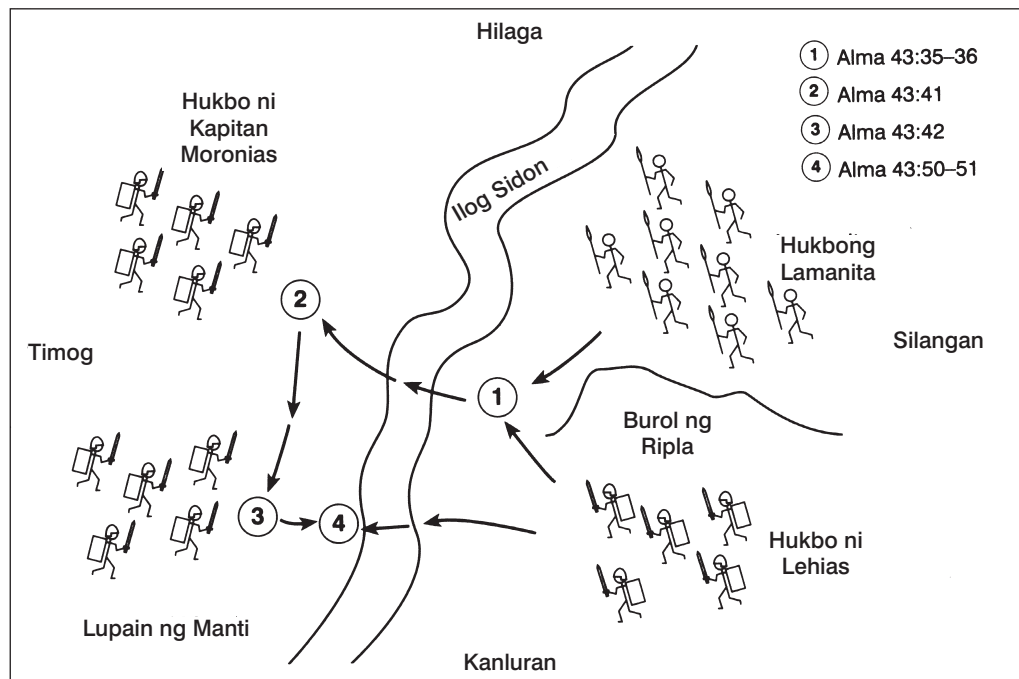 Hilaga
1 Alma 43:35–36
2 Alma 43:41
3 Alma 43:42
4 Alma 43:50–51
Hukbo ni
Kapitan
Moronias
Ilog Sidon
Hukbong
Lamanita
2
Timog
Silangan
1
Burol ng
Ripla
3
4
Hukbo ni
Lehias
Lupain ng Manti
Kanluran